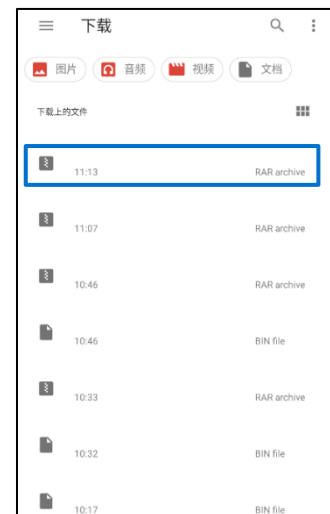 下载
图片 音频 视频 文档
下载上的文件
11:13 RAR archive
11:07 RAR archive
10:46 RAR archive
10:46 BIN file
10:33 RAR archive
10:32 BIN file
10:17 BIN file